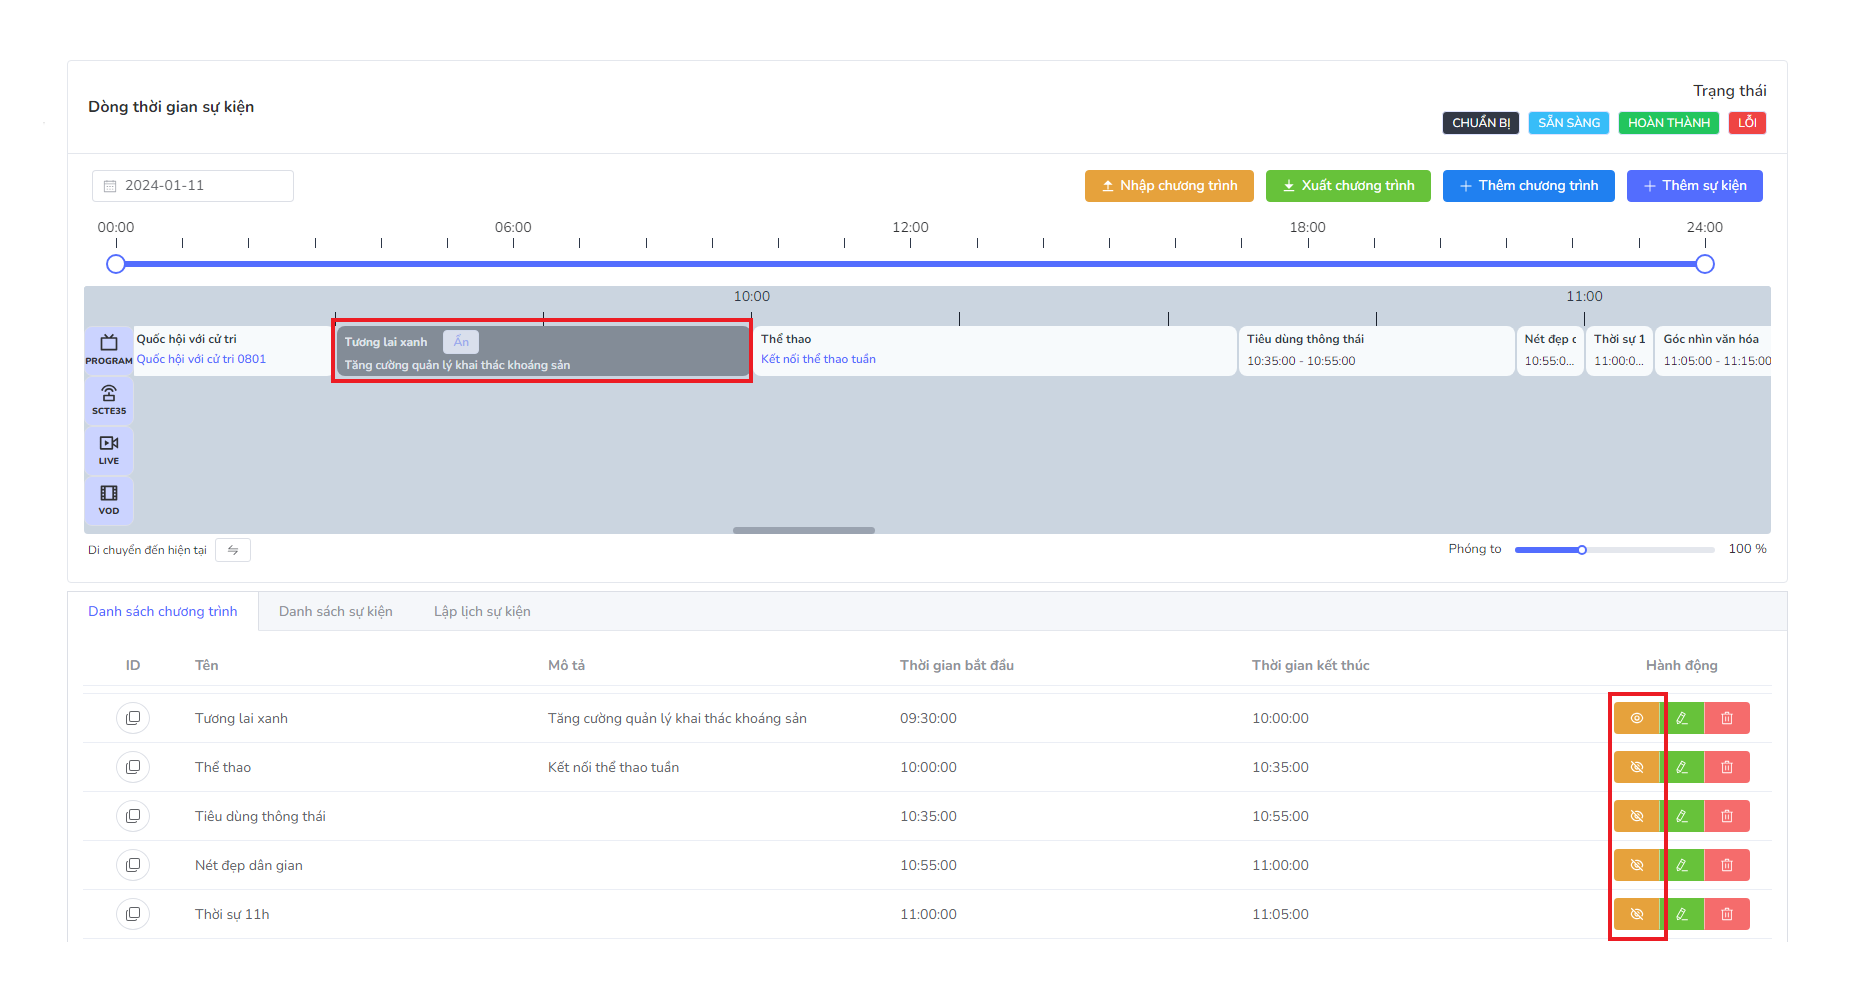 Dòng thời gian sự kiện
Trạng thái
CHUẨN BỊ SẴN SÀNG HOÀN THÀNH LỖI
2024-01-11
Nhập chương trình Xuất chương trình Thêm chương trình Thêm sự kiện
00:00 06:00 12:00 18:00 24:00
10:00 11:00
PROGRAM
Quốc hội với cử tri
Quốc hội với cử tri 0801
Tương lai xanh Ẩn
Tăng cường quản lý khai thác khoáng sản
Thể thao
Kết nối thể thao tuần
Tiêu dùng thông thái
10:35:00 - 10:55:00
Nét đẹp c
10:55:0...
Thời sự 1
11:00:0...
Góc nhìn văn hóa
11:05:00 - 11:15:00
SCTE35
LIVE
VOD
Di chuyển đến hiện tại
Phóng to 100 %
Danh sách chương trình Danh sách sự kiện Lập lịch sự kiện
ID Tên Mô tả Thời gian bắt đầu Thời gian kết thúc Hành động
Tương lai xanh Tăng cường quản lý khai thác khoáng sản 09:30:00 10:00:00
Thể thao Kết nối thể thao tuần 10:00:00 10:35:00
Tiêu dùng thông thái 10:35:00 10:55:00
Nét đẹp dân gian 10:55:00 11:00:00
Thời sự 11h 11:00:00 11:05:00